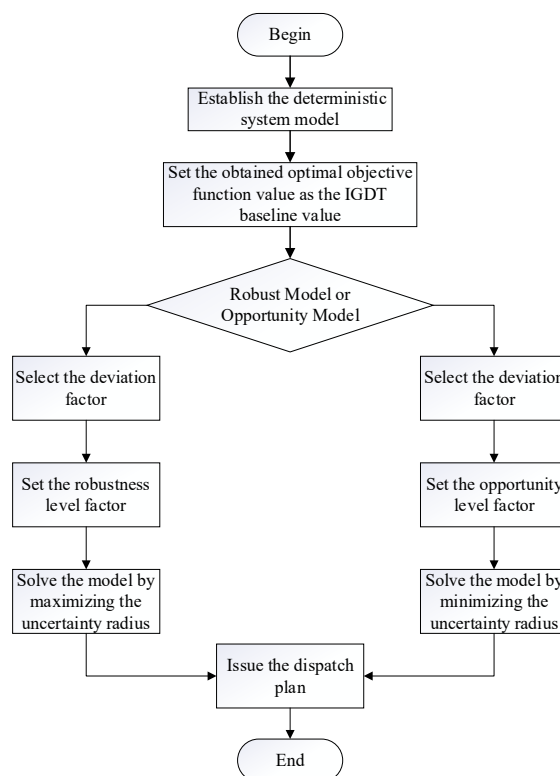 Begin
Establish the deterministic
system model
Set the obtained optimal objective
function value as the IGDT
baseline value
Robust Model or
Opportunity Model
Select the deviation
factor
Set the robustness
level factor
Solve the model by
maximizing the
uncertainty radius
Select the deviation
factor
Set the opportunity
level factor
Solve the model by
minimizing the
uncertainty radius
Issue the dispatch
plan
End